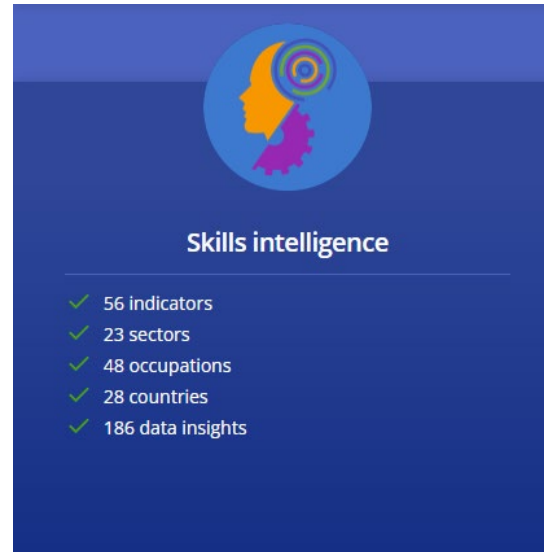 Skills intelligence
56 indicators
23 sectors
48 occupations
28 countries
186 data insights